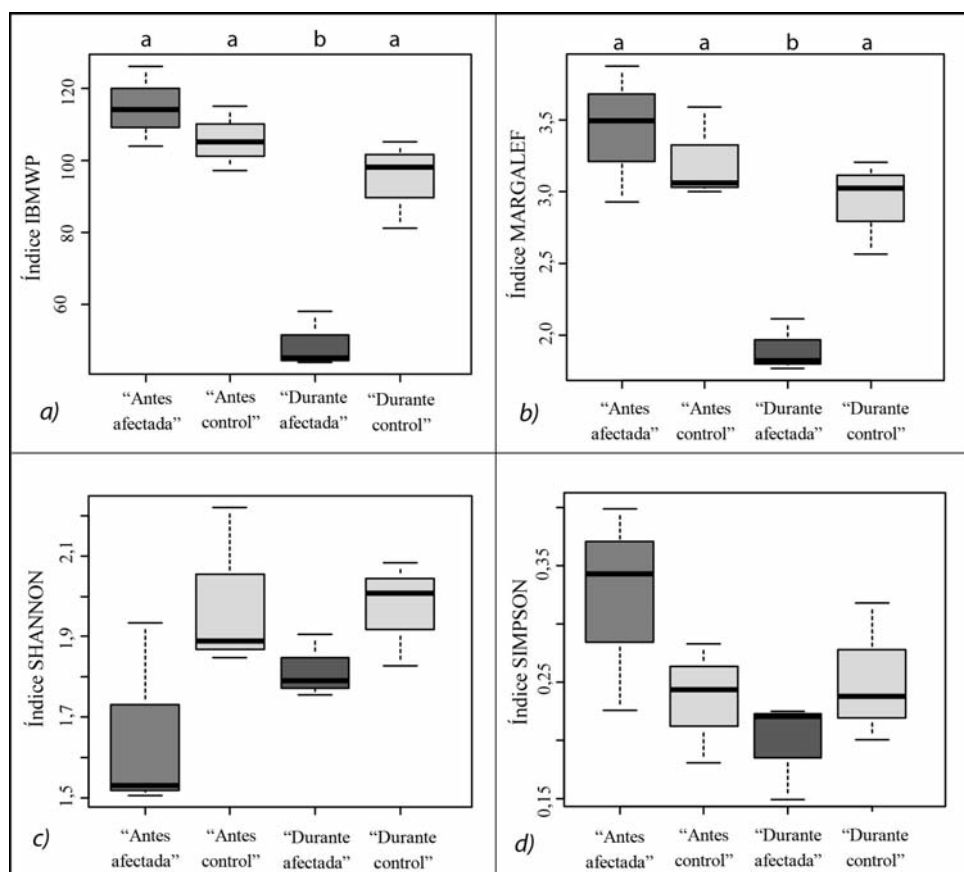 a a b a
Índice IBMWP
120
100
80
60
a)
“Antes afectada”
“Antes control”
“Durante afectada”
“Durante control”
a a b a
Índice MARGALEF
3,5
3,0
2,5
2,0
b)
“Antes afectada”
“Antes control”
“Durante afectada”
“Durante control”
Índice SHANNON
2,1
1,9
1,7
1,5
c)
“Antes afectada”
“Antes control”
“Durante afectada”
“Durante control”
Índice SIMPSON
0,35
0,25
0,15
d)
“Antes afectada”
“Antes control”
“Durante afectada”
“Durante control”